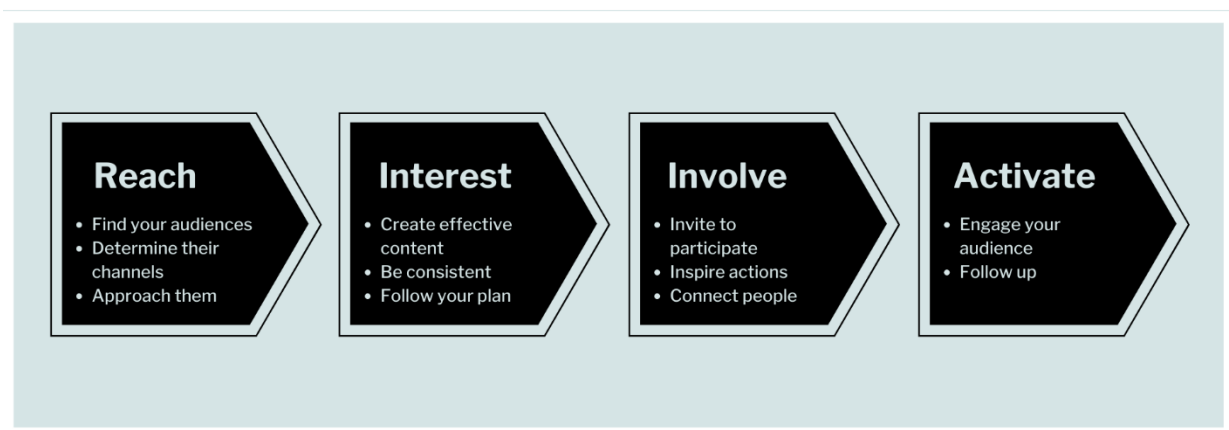 Reach
• Find your audiences
• Determine their
channels
• Approach them
Interest
• Create effective
content
• Be consistent
• Follow your plan
Involve
• Invite to
participate
• Inspire actions
• Connect people
Activate
• Engage your
audience
• Follow up